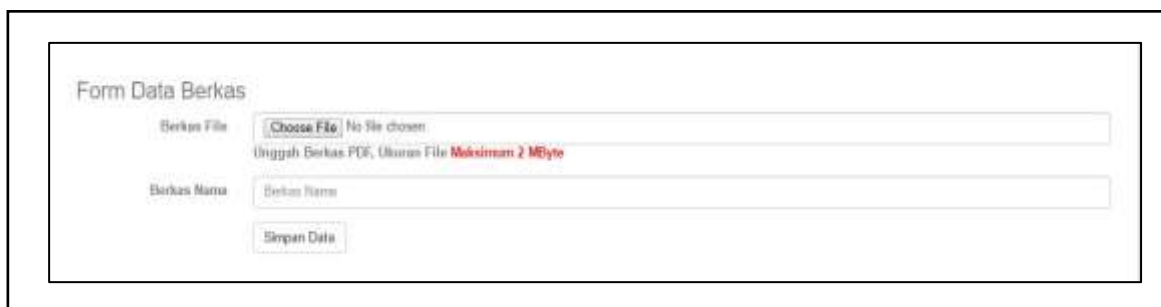 Form Data Berkas
Berkas File Choose File No file chosen
Unggah Berkas PDF, Ukuran File Maksimum 2 MByte
Berkas Nama Berkas Nama
Simpan Data